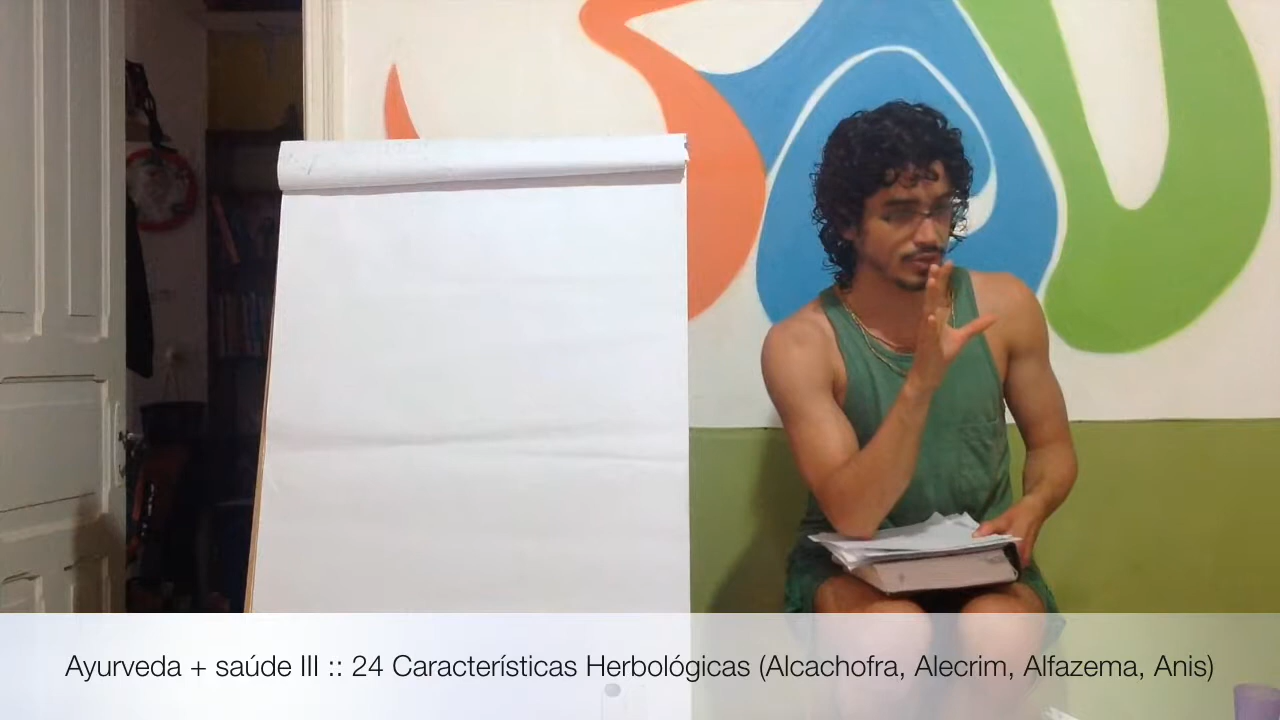 Ayurveda + saúde III :: 24 Características Herbológicas (Alcachofra, Alecrim, Alfazema, Anis)